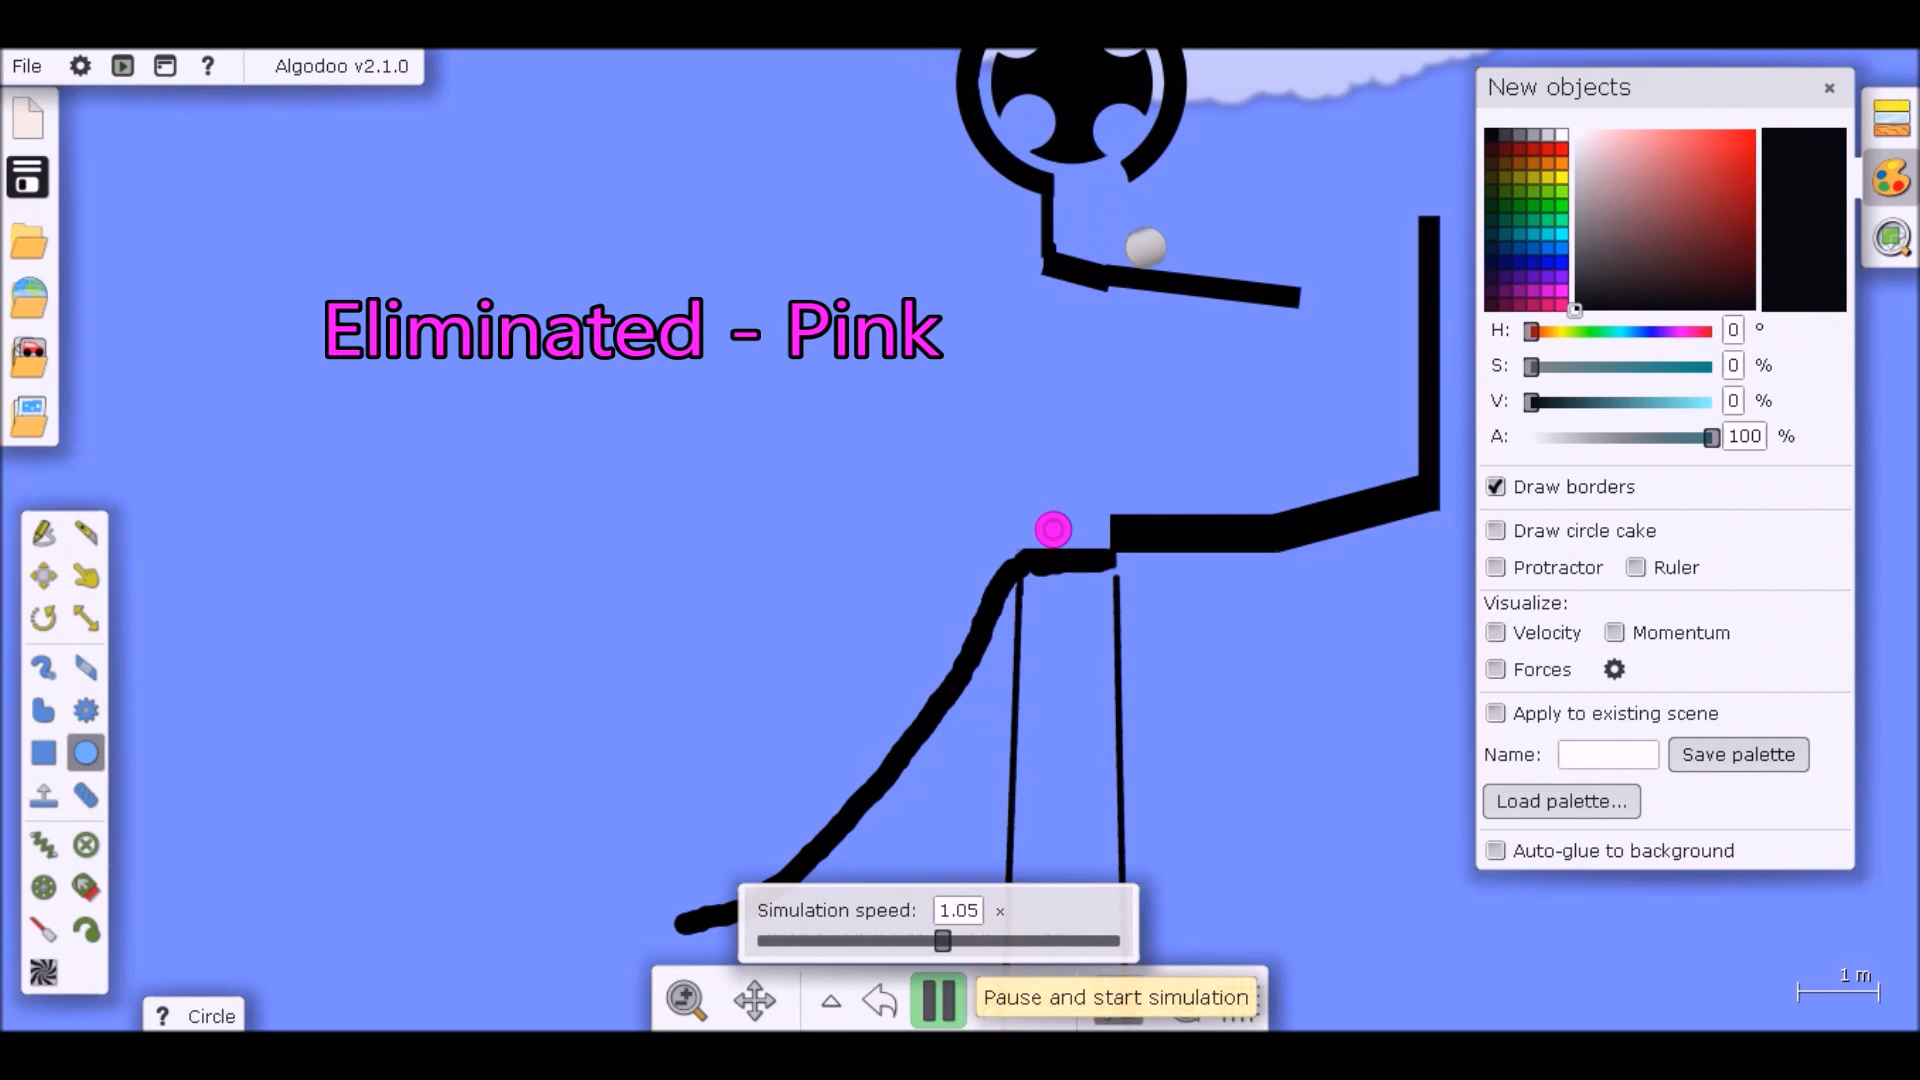 File
?
Algodoo v2.1.0
New objects
×
Eliminated - Pink
H: 0 °
S: 0 %
V: 0 %
A: 100 %
Draw borders
Draw circle cake
Protractor
Ruler
Visualize:
Velocity
Momentum
Forces
Apply to existing scene
Name:
Save palette
Load palette...
Auto-glue to background
Simulation speed: 1.05 x
Pause and start simulation
1 m
? Circle